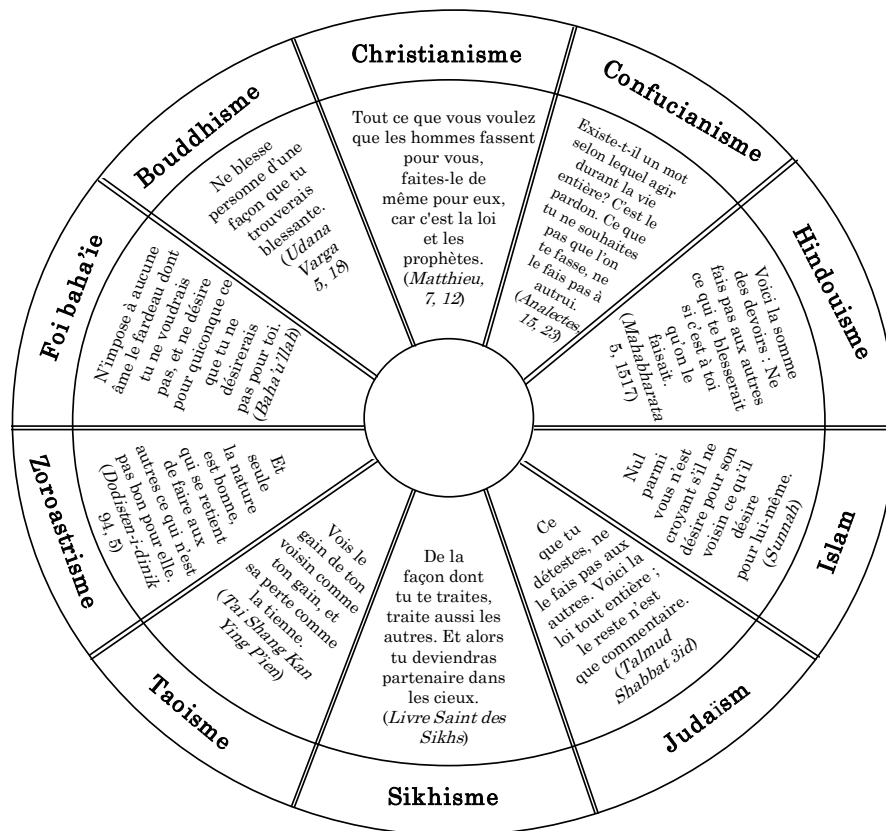 Christianisme
Tout ce que vous voulez
que les hommes fassent
pour vous,
faites-le de
même pour eux,
car c'est la loi
et les
prophètes.
(Matthieu,
7, 12)
Confucianisme
Existe-t-il un mot
selon lequel agir
durant la vie
entière? C'est le
pardon. Ce que
tu ne souhaites
pas que l'on
te fasse, ne
le fais pas à
autrui.
(Analectes,
15, 23)
Hindouisme
Voici la somme
des devoirs : Ne
fais pas aux autres
ce qui te blesserait
si c'est à toi
qu'on le
faisait.
(Mahabharata
5, 1517)
Islam
Nul
parmi
vous n'est
croyant s'il ne
désire pour son
voisin ce qu'il
désire
pour lui-même.
(Sunnah)
Judaïsm
Ce
que tu
détestes, ne
le fais pas aux
autres. Voici la
loi tout entière ;
le reste n'est
que commentaire.
(Talmud
Shabbat 3id)
Sikhisme
De la
façon dont
tu te traites,
traite aussi les
autres. Et alors
tu deviendras
partenaire dans
les cieux.
(Livre Saint des
Sikhs)
Taoisme
Vois le
gain de ton
voisin comme
ton gain, et
sa perte comme
la tienne.
(Tai Shang Kan
Ying P'ien)
Zoroastrisme
Et
seule
la nature
est bonne,
qui se retient
de faire aux
autres ce qui n'est
pas bon pour elle.
(Dodisten-i-dinik
94, 5)
Foi baha'ie
N'impose à aucune
âme le fardeau dont
tu ne voudrais
pas, et ne désire
pour quiconque ce
que tu ne
désirerais
pas pour toi.
(Baha'u'llab)
Bouddhisme
Ne blesse
personne d'une
façon que tu
trouverais
blessante.
(Udana
Varga
5, 18)